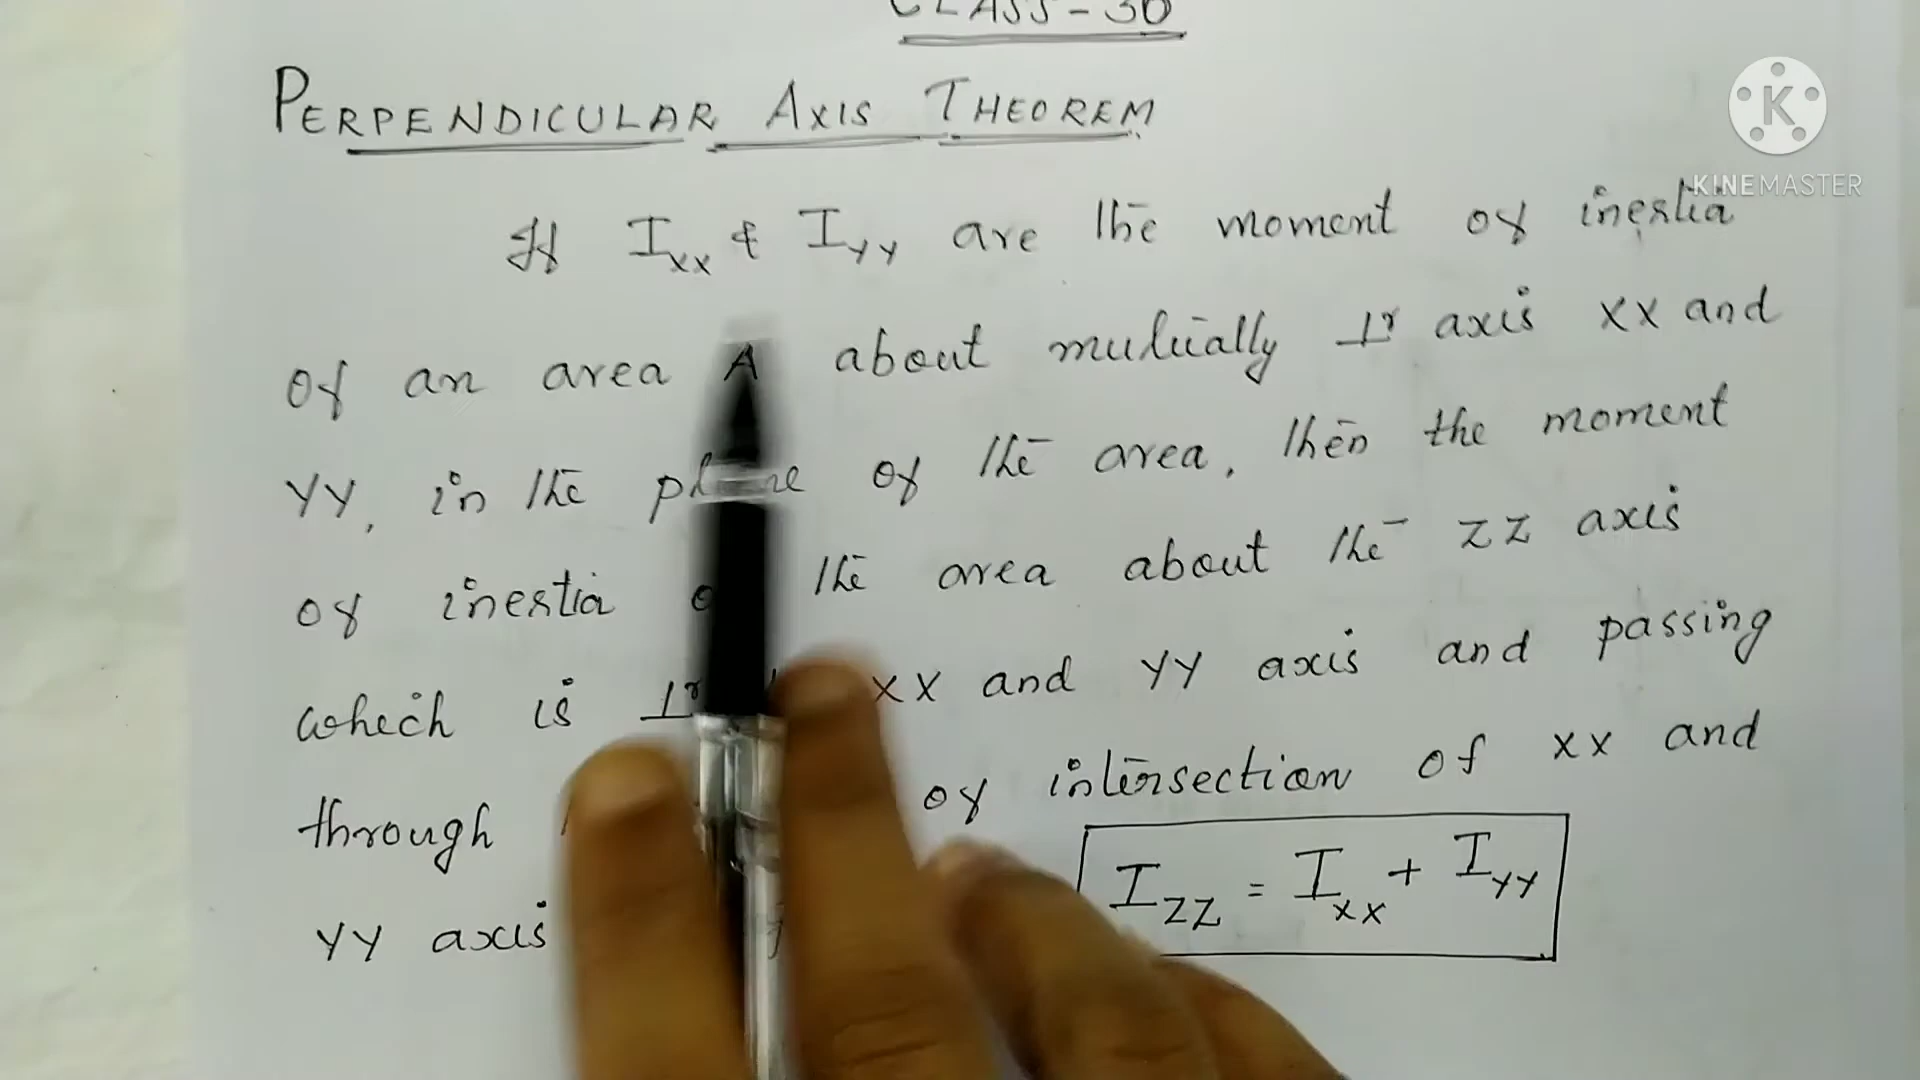 CLASS-30
PERPENDICULAR AXIS THEOREM
K
KINEMASTER
If Ixx & Iyy are the moment of inertia
of an area A about mutually ⊥r axis xx and
YY, in the plane of the area, then the moment
of inertia the area about the ZZ axis
which is ⊥r xx and YY axis and passing
through of intersection of xx and
YY axis
IZZ = Ixx + IYY